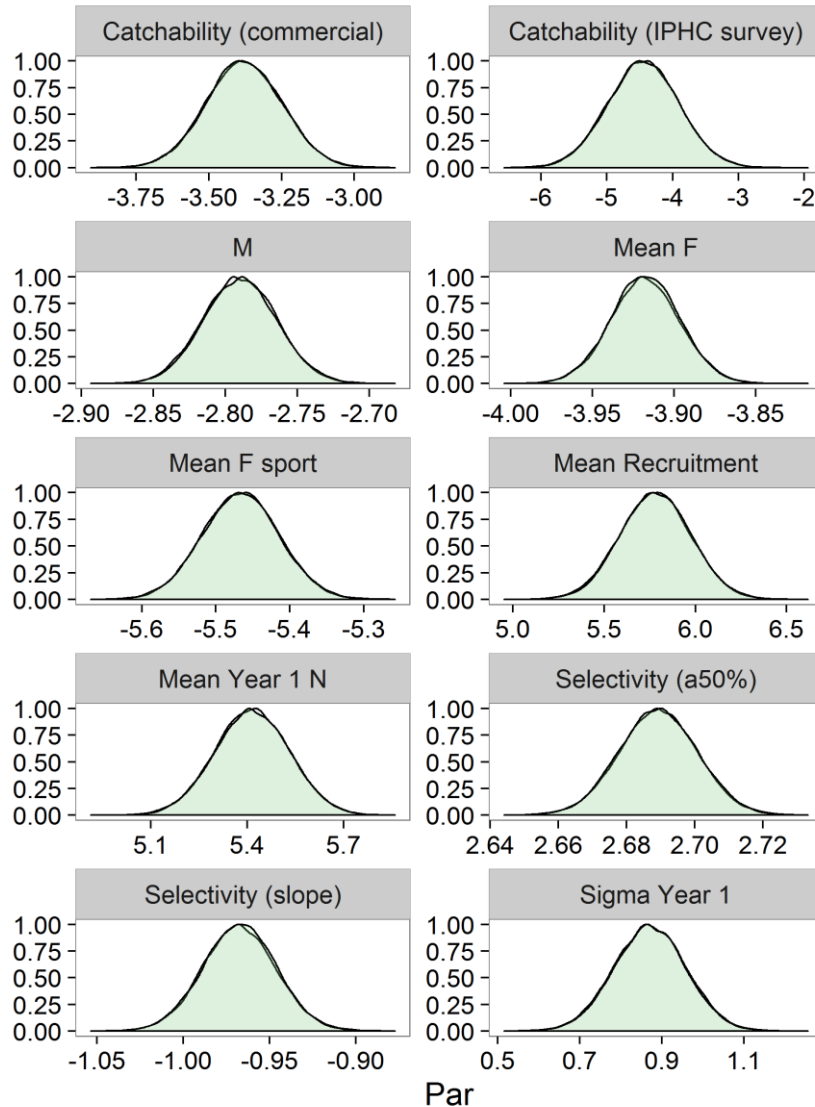 Catchability (commercial) Catchability (IPHC survey)
1.00 1.00
0.75 0.75
0.50 0.50
0.25 0.25
0.00 0.00
-3.75 -3.50 -3.25 -3.00 -6 -5 -4 -3 -2
M Mean F
1.00 1.00
0.75 0.75
0.50 0.50
0.25 0.25
0.00 0.00
-2.90 -2.85 -2.80 -2.75 -2.70 -4.00 -3.95 -3.90 -3.85
Mean F sport Mean Recruitment
1.00 1.00
0.75 0.75
0.50 0.50
0.25 0.25
0.00 0.00
-5.6 -5.5 -5.4 -5.3 5.0 5.5 6.0 6.5
Mean Year 1 N Selectivity (a50%)
1.00 1.00
0.75 0.75
0.50 0.50
0.25 0.25
0.00 0.00
5.1 5.4 5.7 2.64 2.66 2.68 2.70 2.72
Selectivity (slope) Sigma Year 1
1.00 1.00
0.75 0.75
0.50 0.50
0.25 0.25
0.00 0.00
-1.05 -1.00 -0.95 -0.90 0.5 0.7 0.9 1.1
Par